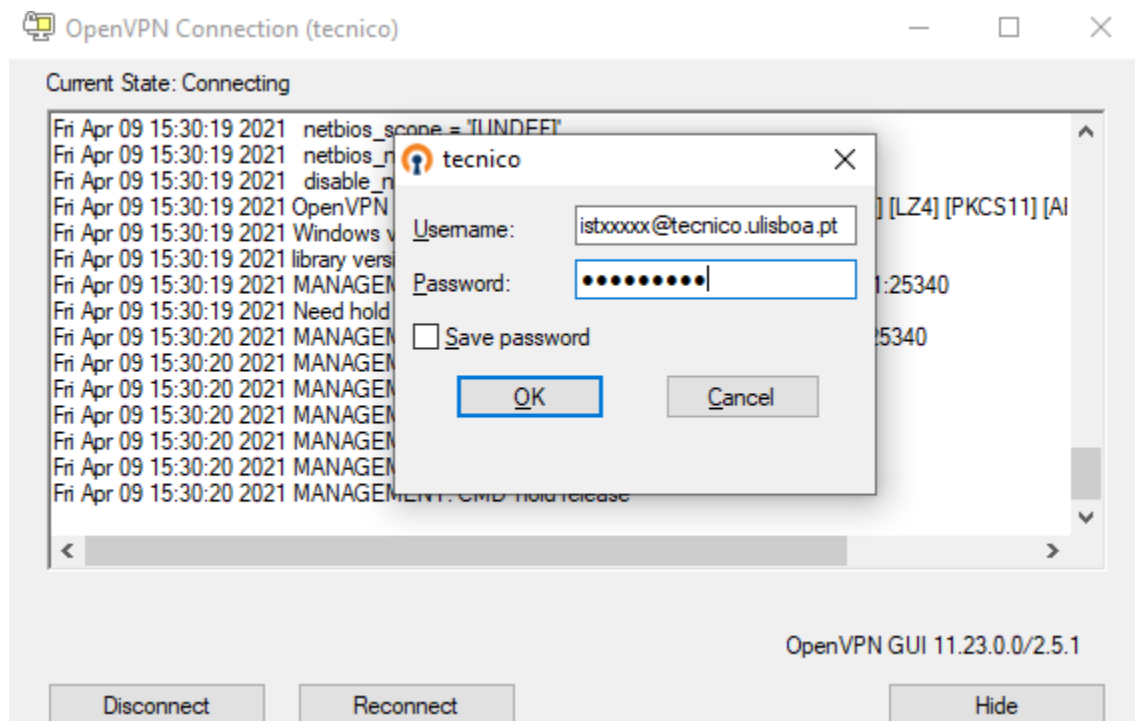 OpenVPN Connection (tecnico)
Current State: Connecting
Fri Apr 09 15:30:19 2021 netbios_scope = '[UNDEF]'
Fri Apr 09 15:30:19 2021 netbios_n
Fri Apr 09 15:30:19 2021 disable_n
Fri Apr 09 15:30:19 2021 OpenVPN ] [LZ4] [PKCS11] [AE
Fri Apr 09 15:30:19 2021 Windows v
Fri Apr 09 15:30:19 2021 library versi
Fri Apr 09 15:30:19 2021 MANAGEM 1:25340
Fri Apr 09 15:30:19 2021 Need hold
Fri Apr 09 15:30:20 2021 MANAGEM 25340
Fri Apr 09 15:30:20 2021 MANAGEM
Fri Apr 09 15:30:20 2021 MANAGEM
Fri Apr 09 15:30:20 2021 MANAGEM
Fri Apr 09 15:30:20 2021 MANAGEM
Fri Apr 09 15:30:20 2021 MANAGEM
Fri Apr 09 15:30:20 2021 MANAGEMENT: CMD 'hold release'
tecnico
Username: istxxxxx@tecnico.ulisboa.pt
Password: ●●●●●●●●●
Save password
OK Cancel
OpenVPN GUI 11.23.0.0/2.5.1
Disconnect Reconnect Hide